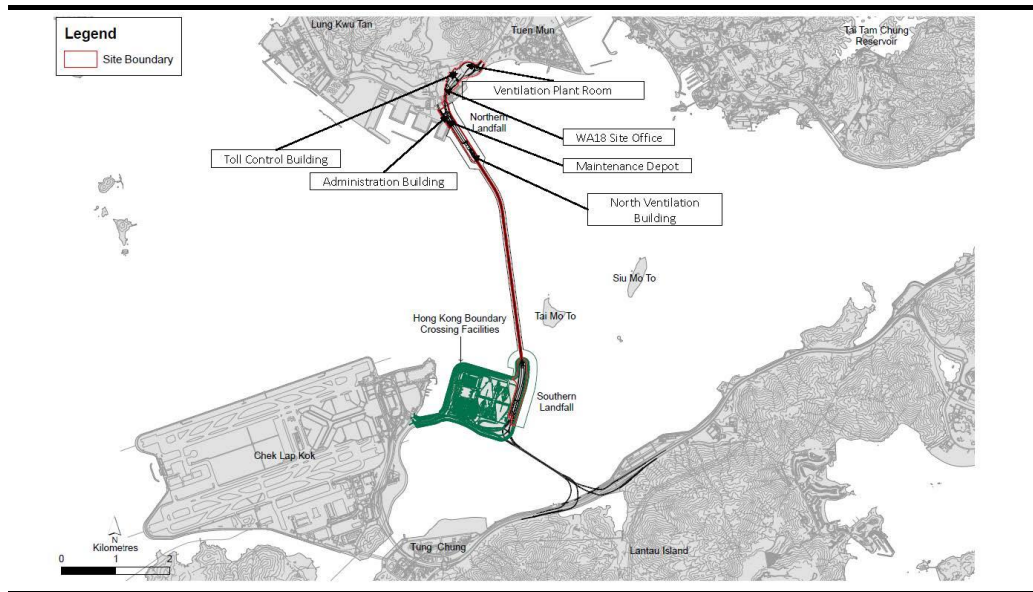 Legend
Site Boundary
Lung Kwu Tan
Tuen Mun
Tai Tam Chung
Reservoir
Ventilation Plant Room
Northern
Landfall
WA18 Site Office
Toll Control Building
Maintenance Depot
Administration Building
North Ventilation
Building
Siu Mo To
Tai Mo To
Hong Kong Boundary
Crossing Facilities
Southern
Landfall
Chek Lap Kok
N
Kilometres
0 1 2
Tung Chung
Lantau Island